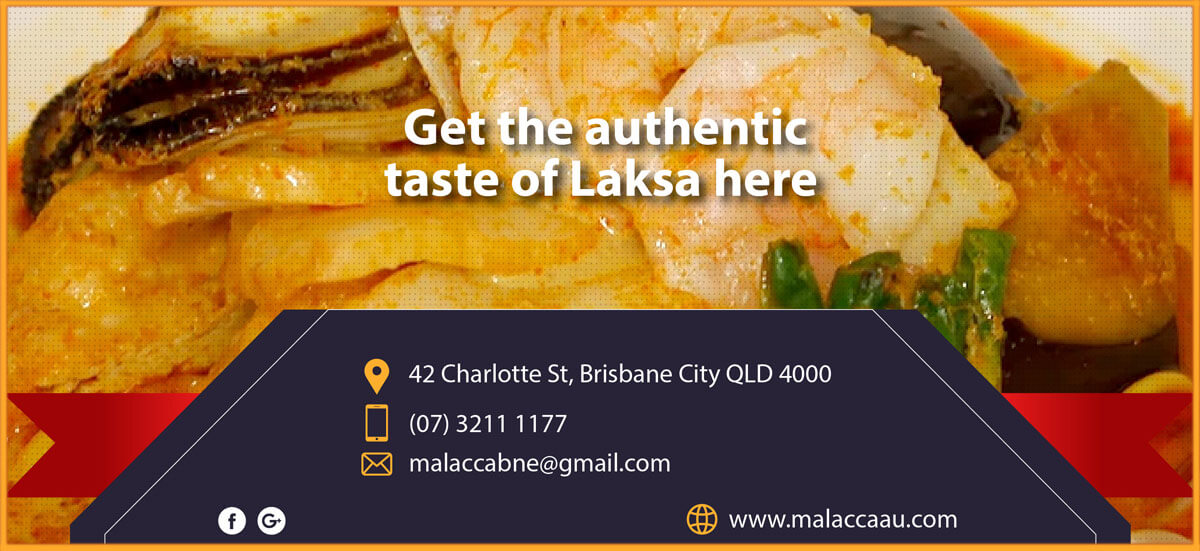 Get the authentic
taste of Laksa here
42 Charlotte St, Brisbane City QLD 4000
(07) 3211 1177
malaccabne@gmail.com
f G+ www.malaccaau.com